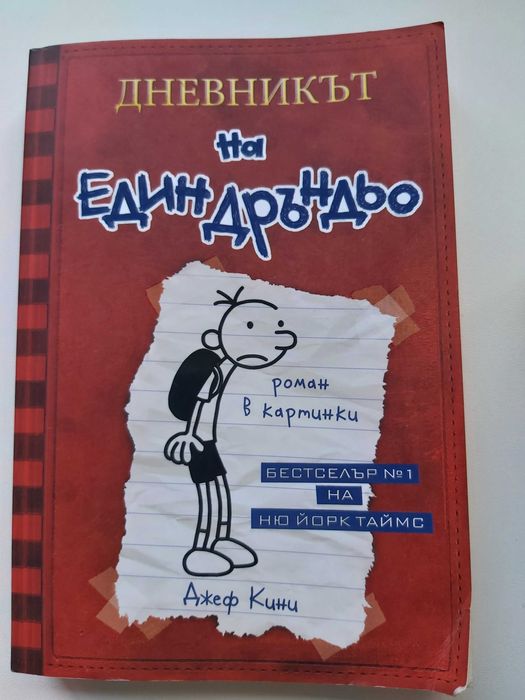 ДНЕВНИКЪТ
на
ЕДИН ДРЪНДЬО
роман
в картинки
БЕСТСЕЛЪР №1
НА
НЮ ЙОРК ТАЙМС
Джеф Кини